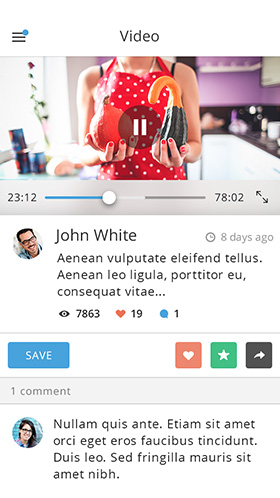 Video
23:12 78:02
John White 8 days ago
Aenean vulputate eleifend tellus.
Aenean leo ligula, porttitor eu,
consequat vitae...
7863 19 1
SAVE
1 comment
Nullam quis ante. Etiam sit amet
orci eget eros faucibus tincidunt.
Duis leo. Sed fringilla mauris sit
amet nibh.